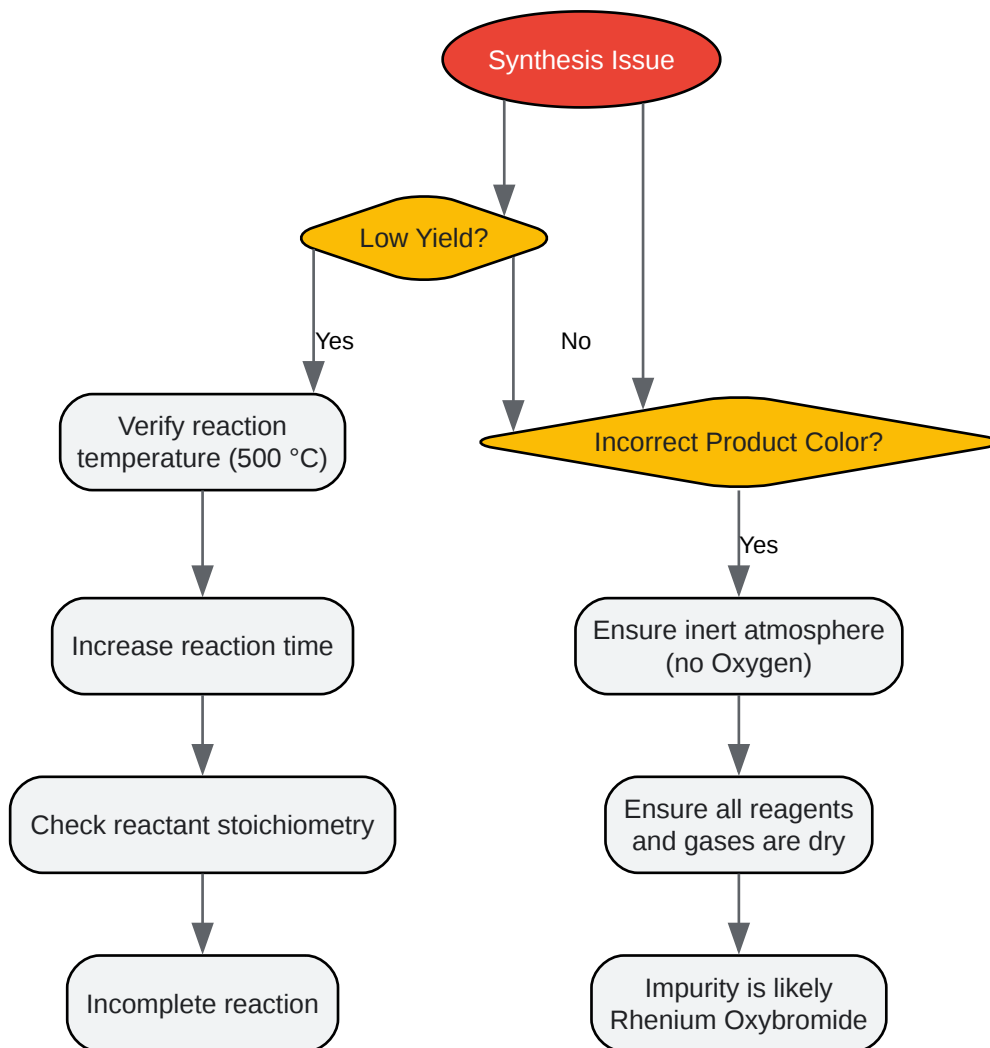 Synthesis Issue
Low Yield?
Yes
No
Verify reaction
temperature (500 °C)
Incorrect Product Color?
Yes
Increase reaction time
Ensure inert atmosphere
(no Oxygen)
Check reactant stoichiometry
Ensure all reagents
and gases are dry
Incomplete reaction
Impurity is likely
Rhenium Oxybromide